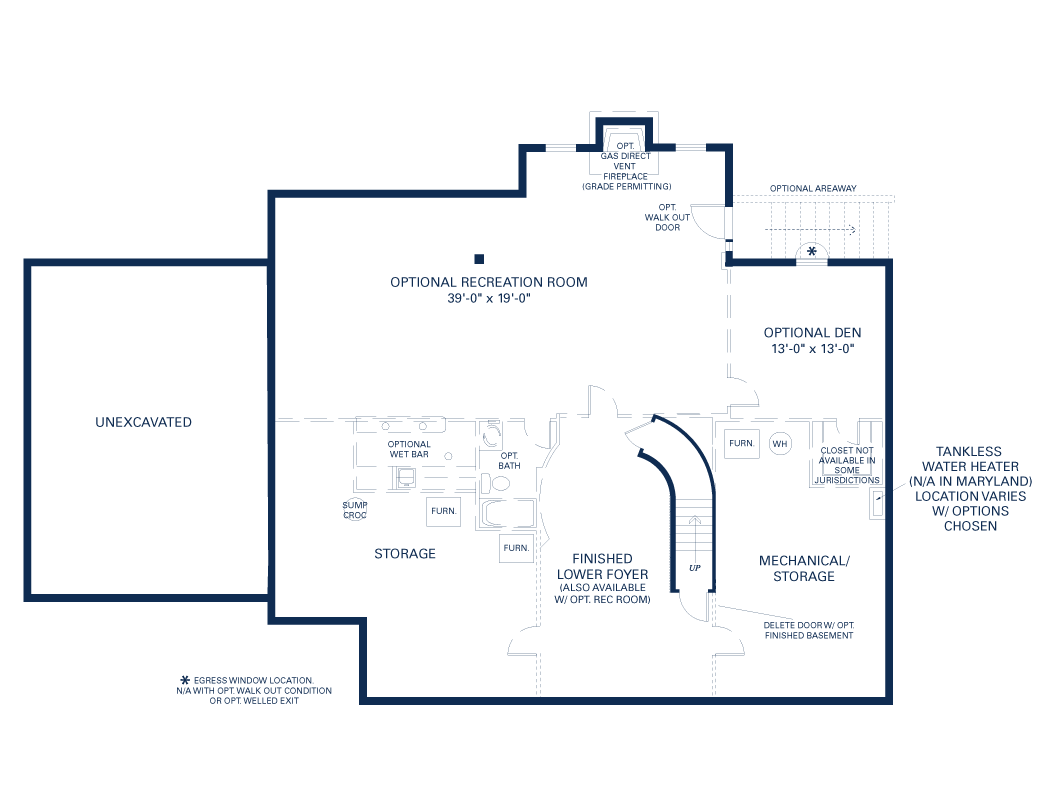 OPT.
GAS DIRECT
VENT
FIREPLACE
(GRADE PERMITTING)
OPTIONAL AREAWAY
OPT.
WALK OUT
DOOR
*
OPTIONAL RECREATION ROOM
39'-0" x 19'-0"
OPTIONAL DEN
13'-0" x 13'-0"
UNEXCAVATED
OPTIONAL
WET BAR
OPT.
BATH
FURN.
WH
CLOSET NOT
AVAILABLE IN
SOME
JURISDICTIONS
TANKLESS
WATER HEATER
(N/A IN MARYLAND)
LOCATION VARIES
W/ OPTIONS
CHOSEN
SUMP
CROC
FURN.
STORAGE
FURN.
FINISHED
LOWER FOYER
(ALSO AVAILABLE
W/ OPT. REC ROOM)
UP
MECHANICAL/
STORAGE
DELETE DOOR W/ OPT.
FINISHED BASEMENT
* EGRESS WINDOW LOCATION.
N/A WITH OPT. WALK OUT CONDITION
OR OPT. WELLED EXIT